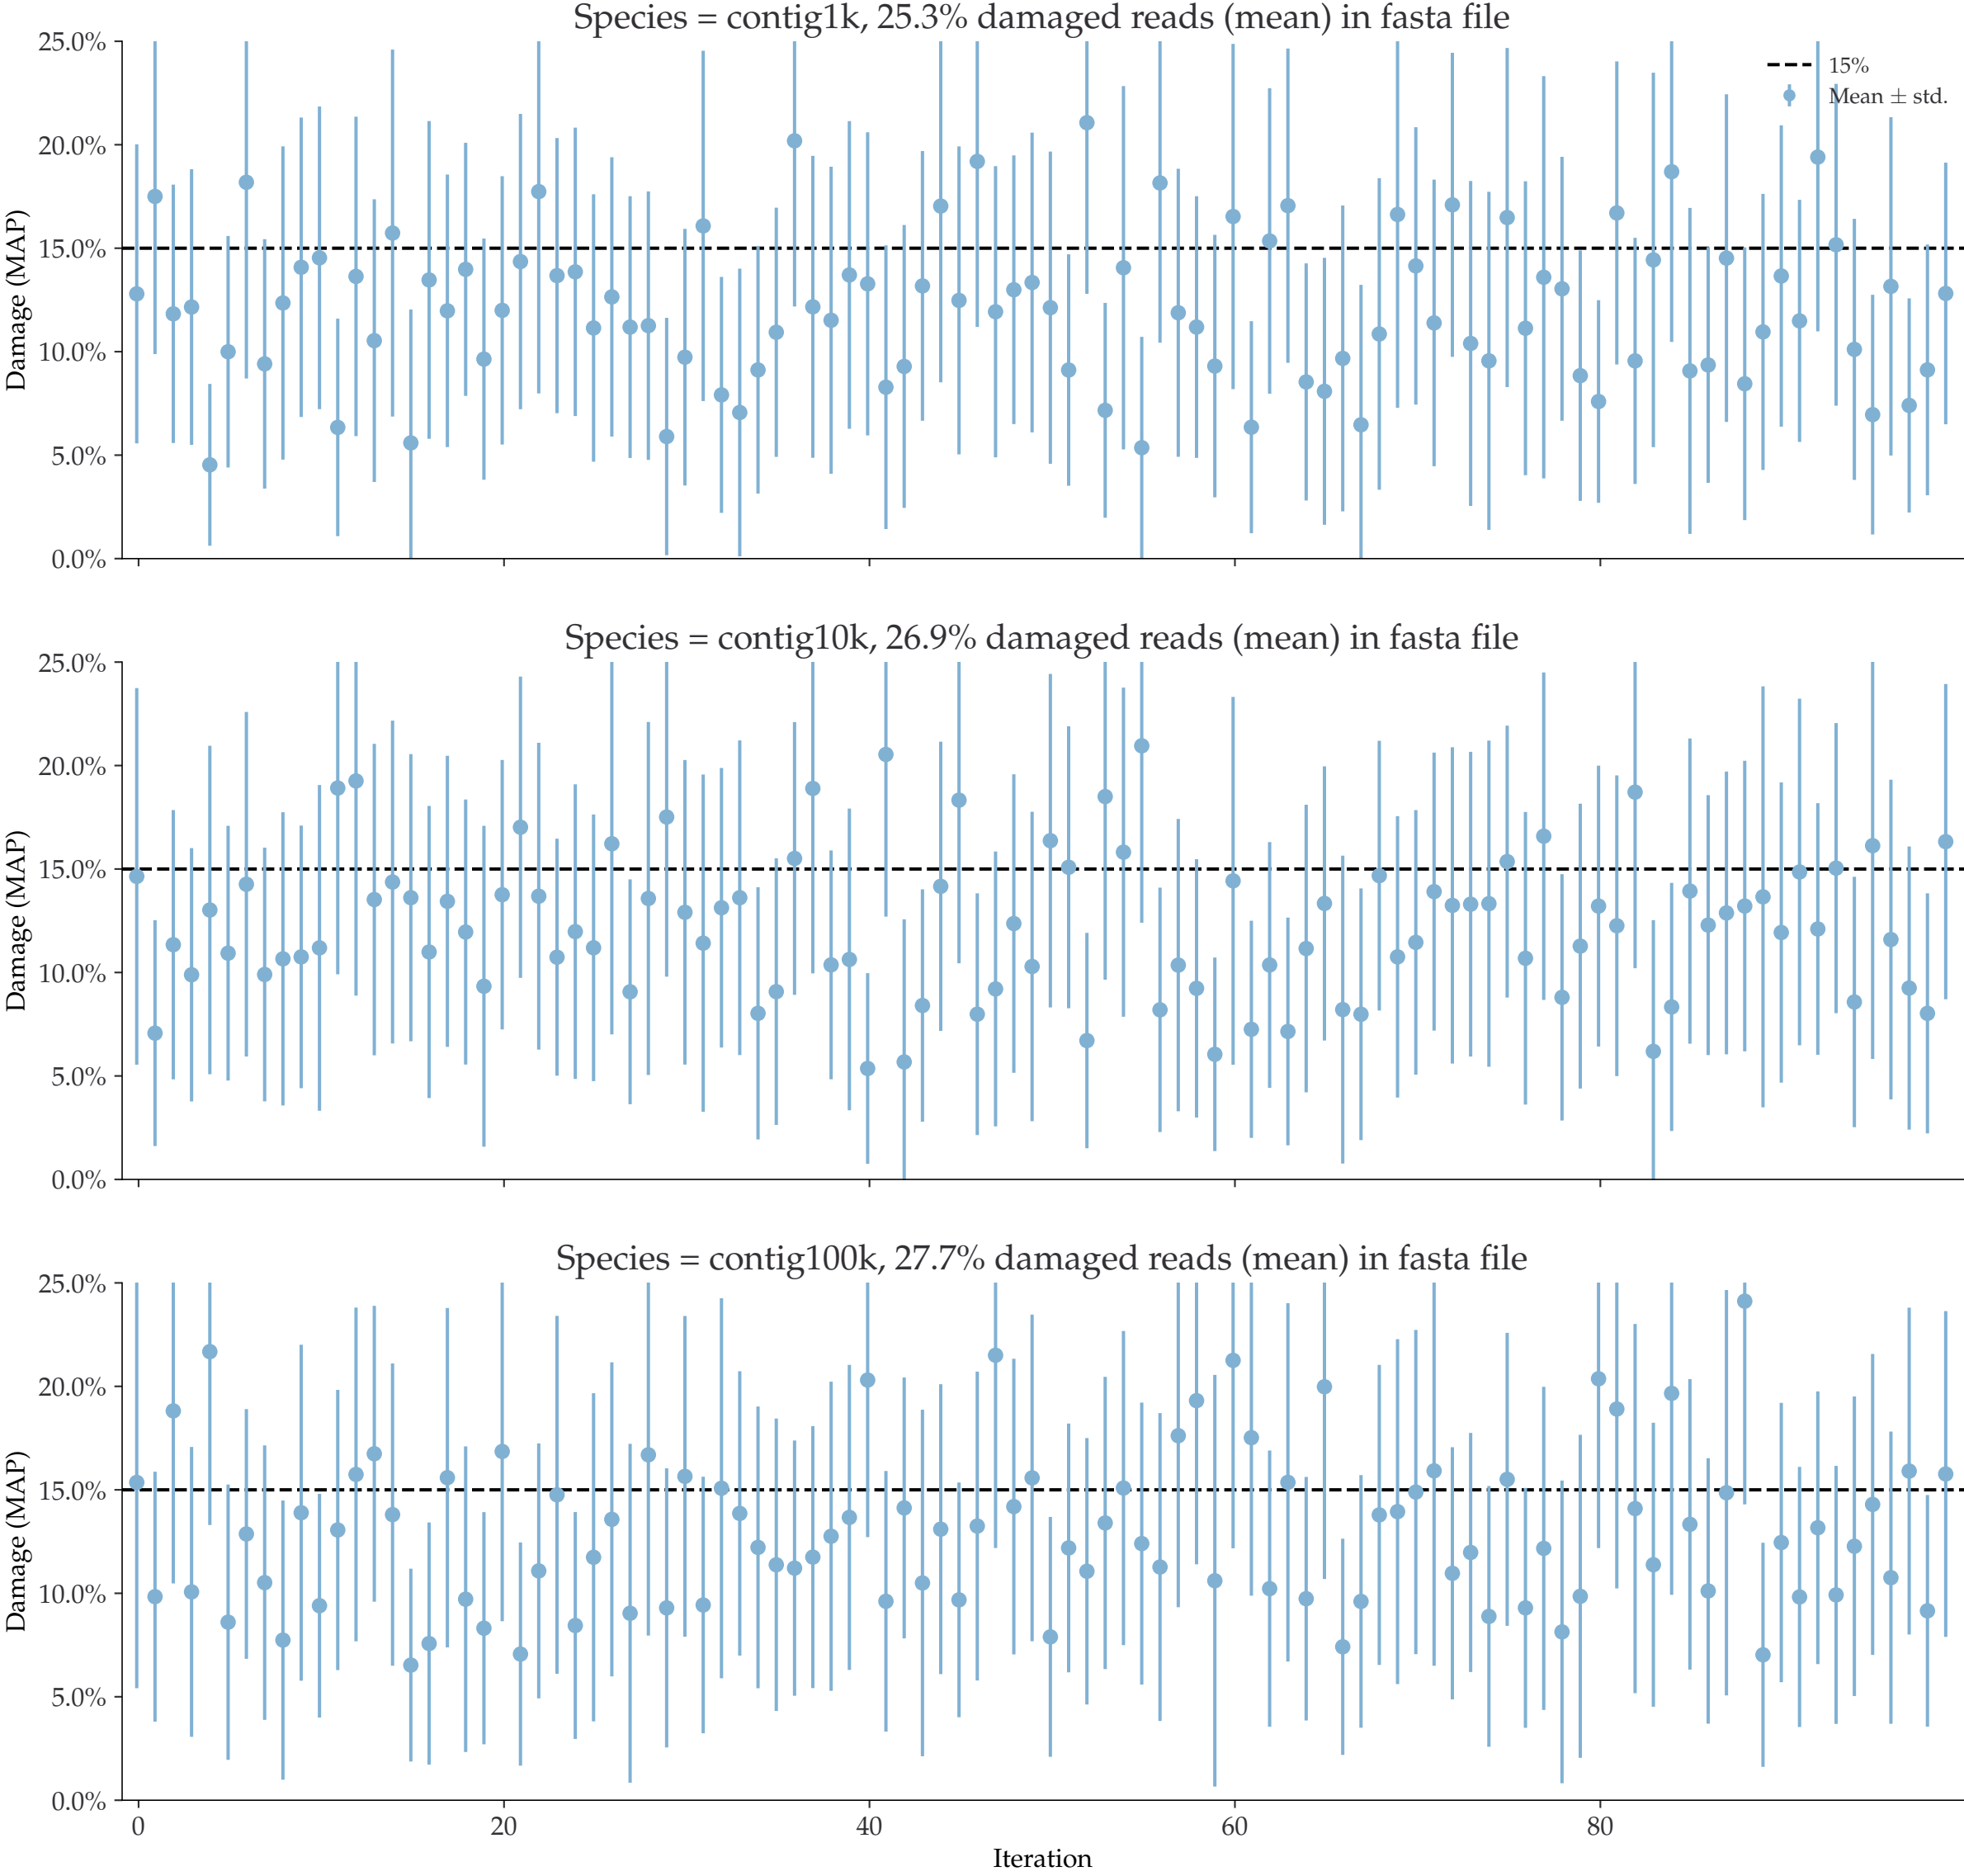 Species = contig1k, 25.3% damaged reads (mean) in fasta file
25.0%
20.0%
15.0%
10.0%
5.0%
0.0%
Damage (MAP)
15%
Mean ± std.
Species = contig10k, 26.9% damaged reads (mean) in fasta file
25.0%
20.0%
15.0%
10.0%
5.0%
0.0%
Damage (MAP)
Species = contig100k, 27.7% damaged reads (mean) in fasta file
25.0%
20.0%
15.0%
10.0%
5.0%
0.0%
Damage (MAP)
0 20 40 60 80
Iteration